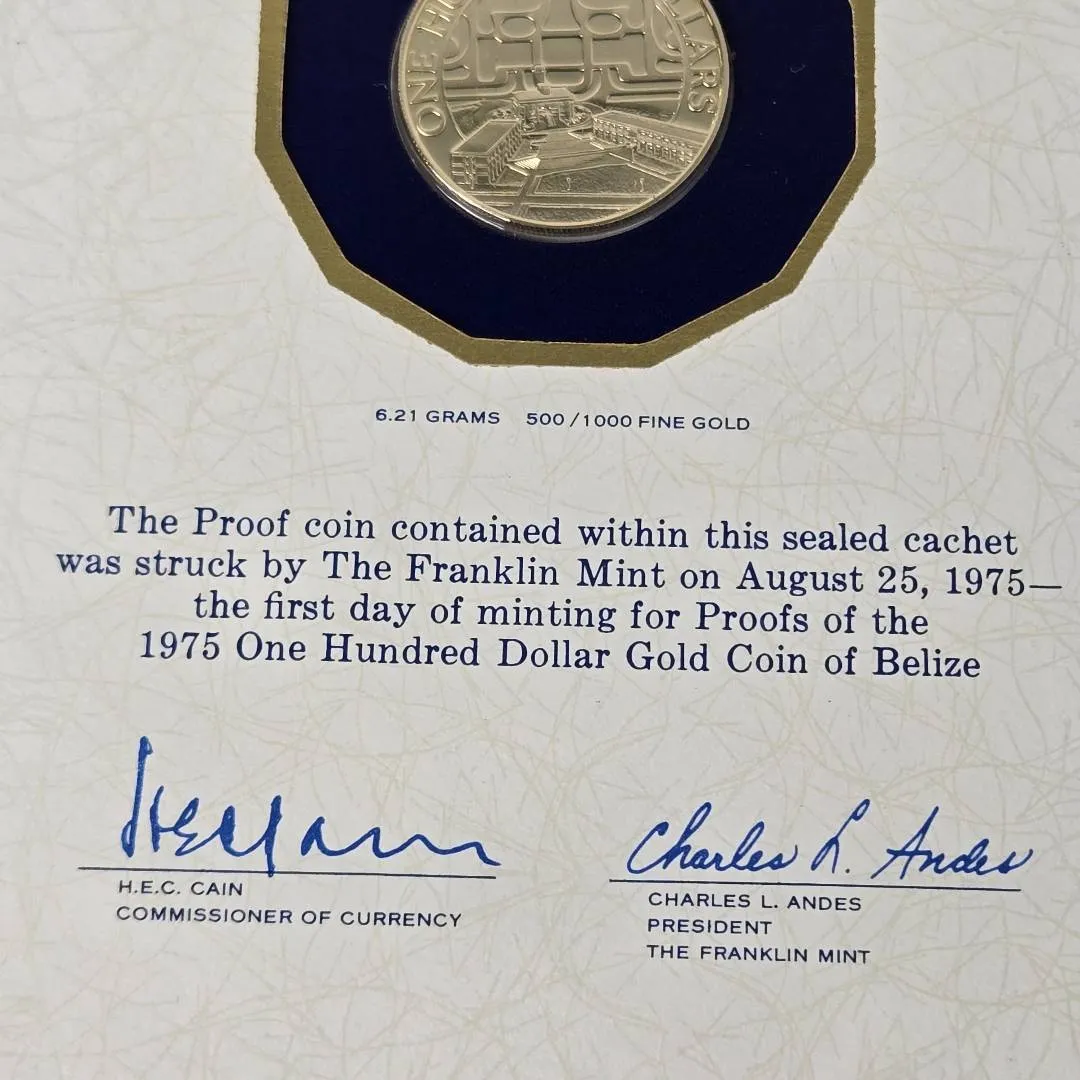 ONE LLARS
6.21 GRAMS 500/1000 FINE GOLD
The Proof coin contained within this sealed cachet
was struck by The Franklin Mint on August 25, 1975—
the first day of minting for Proofs of the
1975 One Hundred Dollar Gold Coin of Belize
Charles L. Andes
H.E.C. CAIN
COMMISSIONER OF CURRENCY
CHARLES L. ANDES
PRESIDENT
THE FRANKLIN MINT